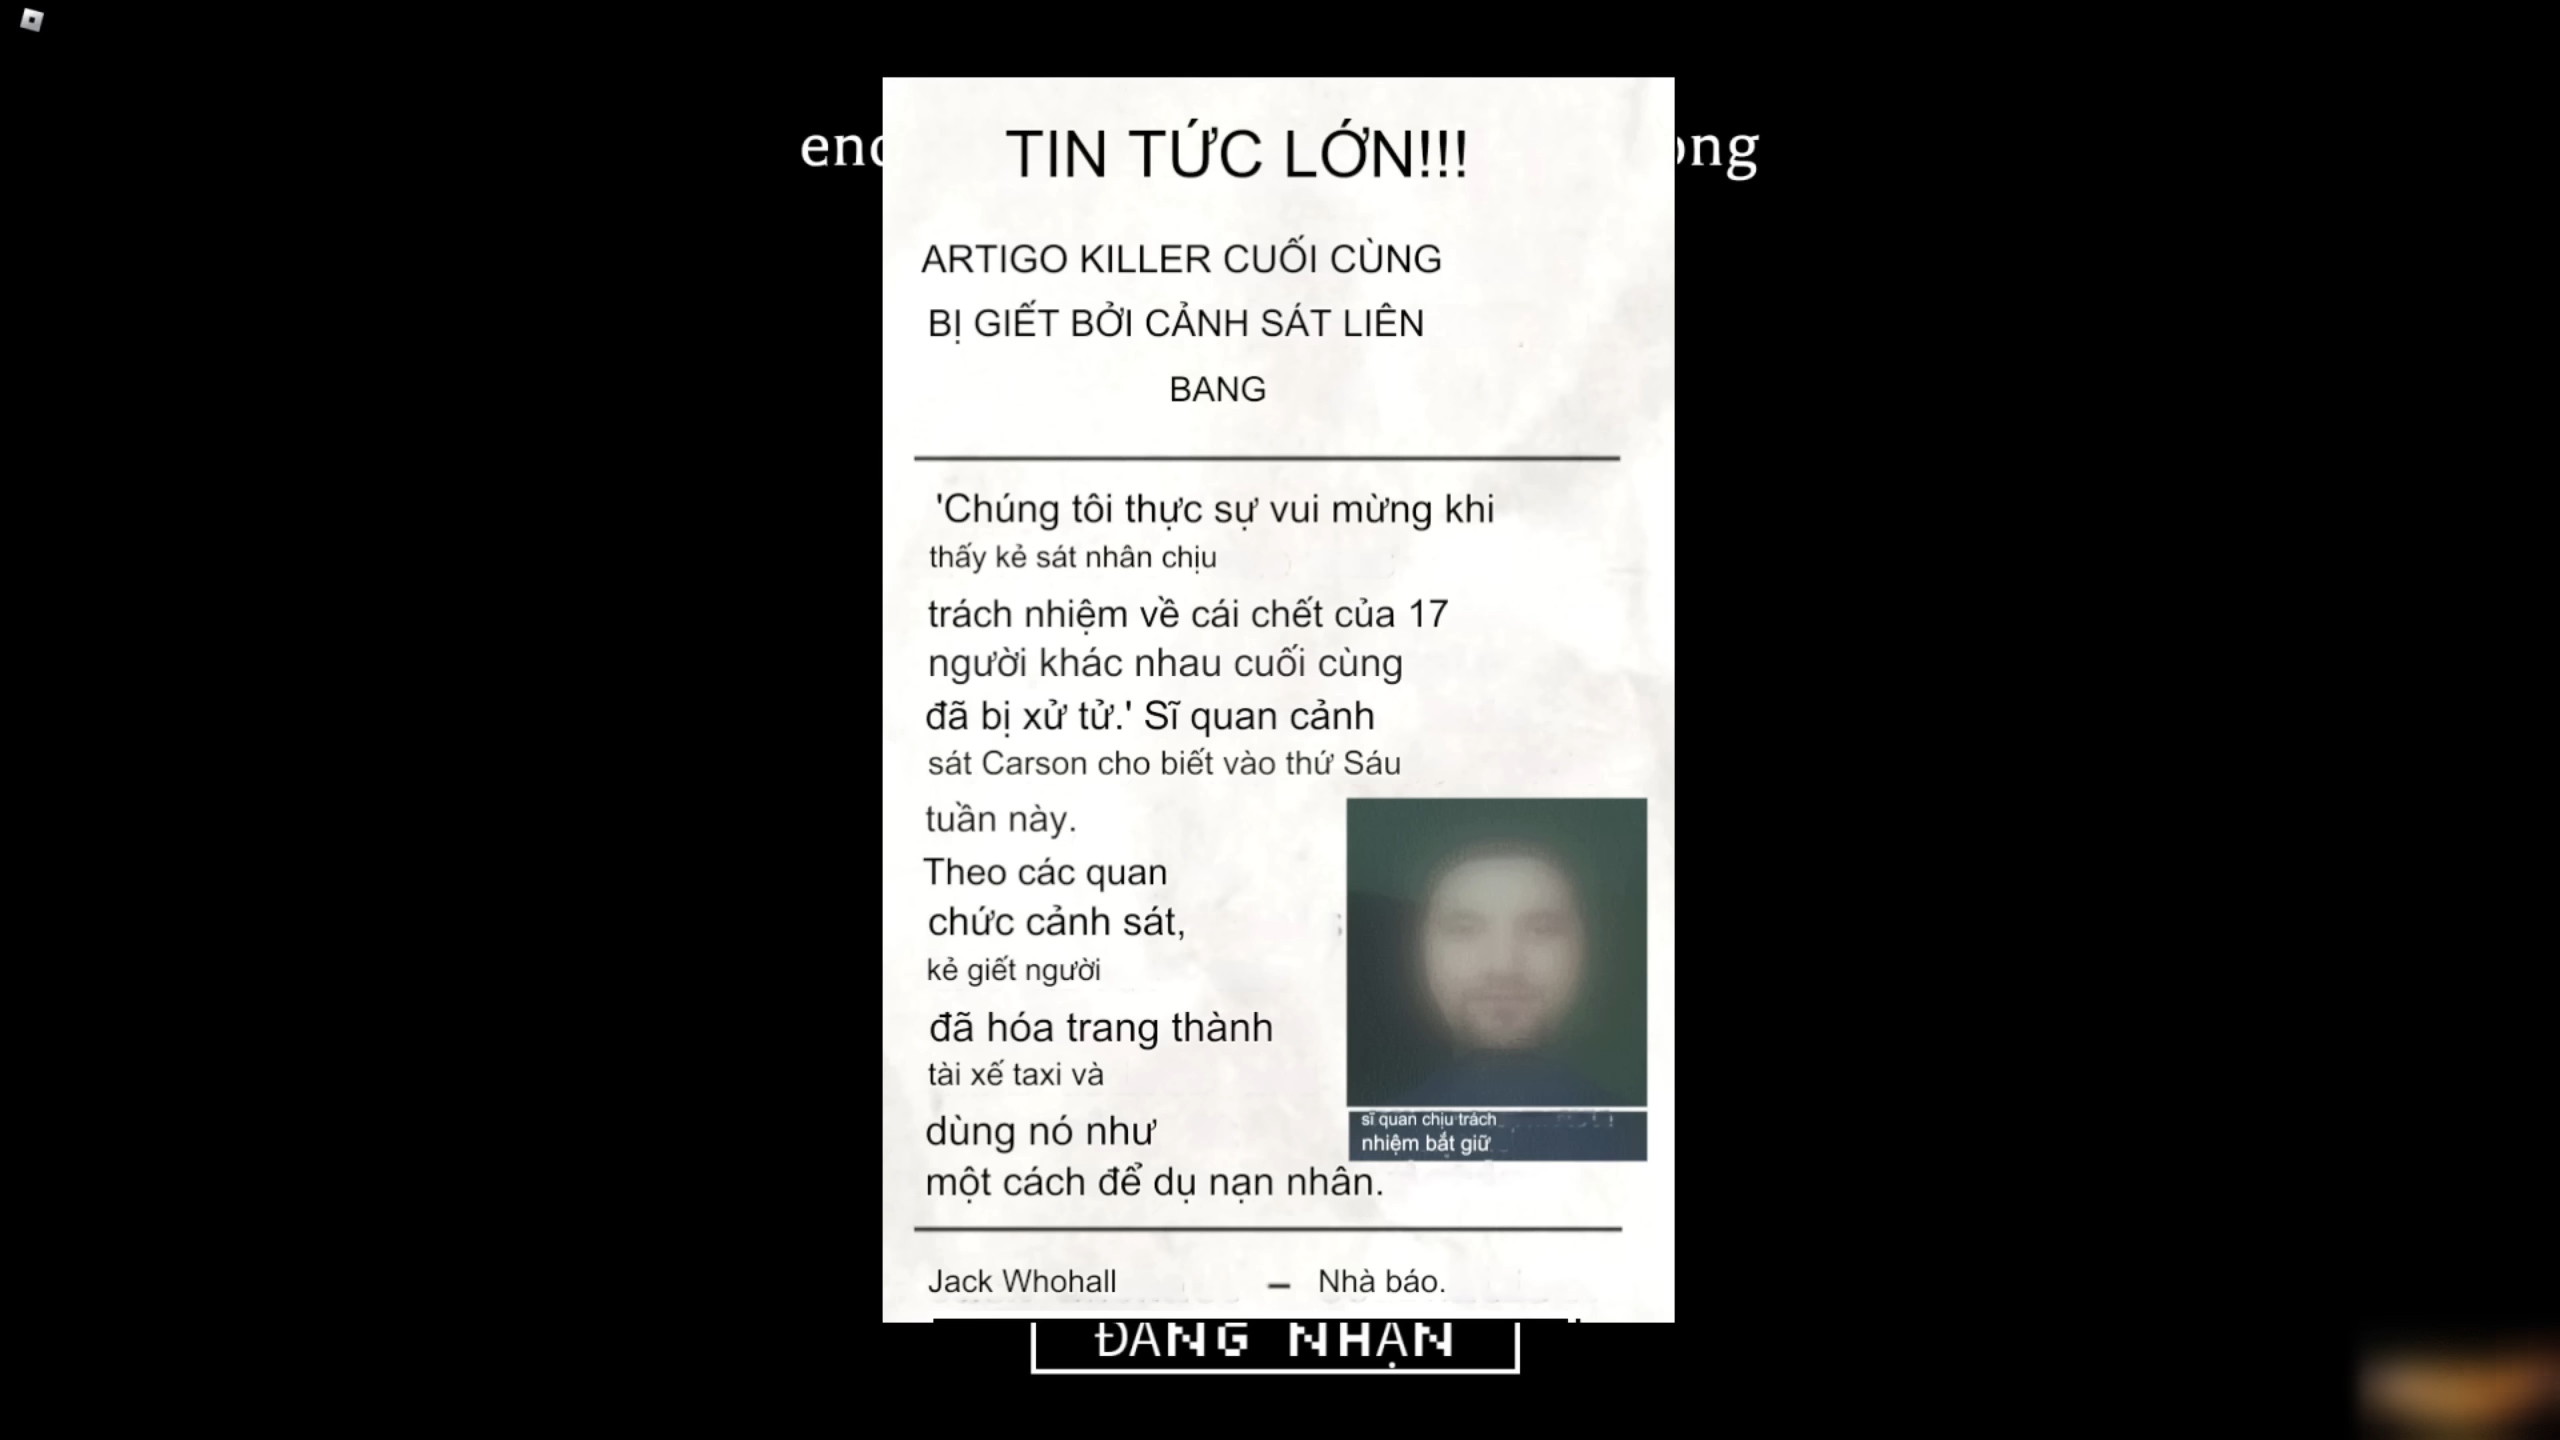 TIN TỨC LỚN!!!
ARTIGO KILLER CUỐI CÙNG
BỊ GIẾT BỞI CẢNH SÁT LIÊN
BANG
'Chúng tôi thực sự vui mừng khi
thấy kẻ sát nhân chịu
trách nhiệm về cái chết của 17
người khác nhau cuối cùng
đã bị xử tử.' Sĩ quan cảnh
sát Carson cho biết vào thứ Sáu
tuần này.
Theo các quan
chức cảnh sát,
kẻ giết người
đã hóa trang thành
tài xế taxi và
dùng nó như
một cách để dụ nạn nhân.
sĩ quan chịu trách
nhiệm bắt giữ
Jack Whohall – Nhà báo.
ĐANG NHẬN